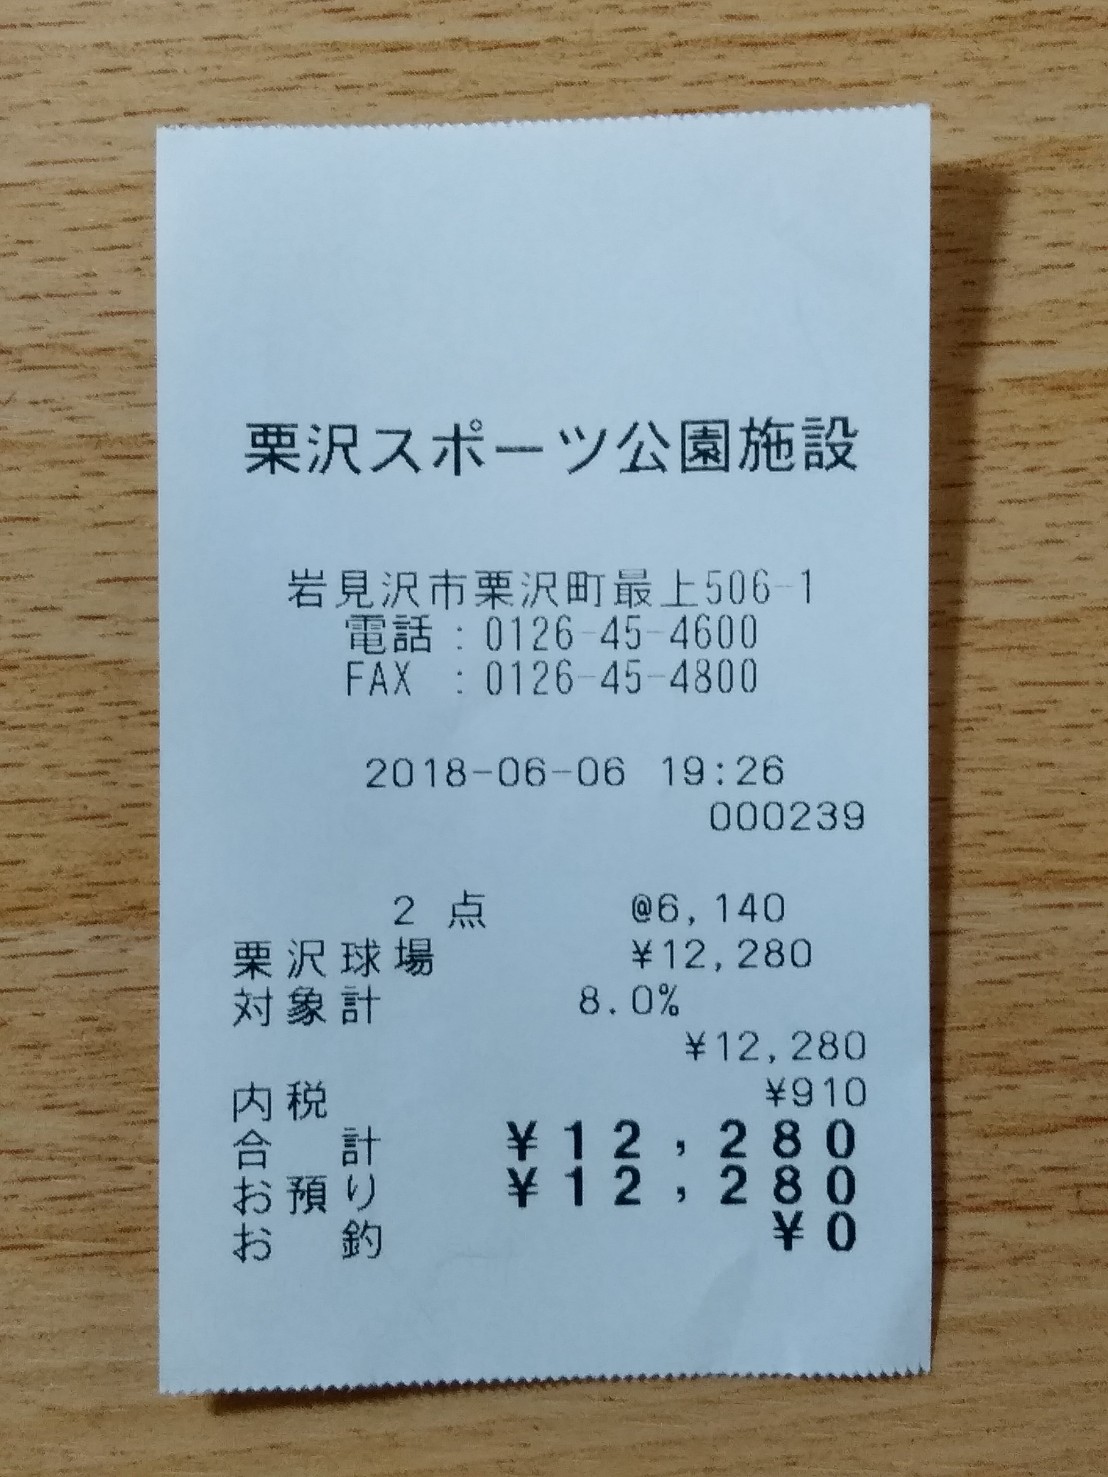 栗沢スポーツ公園施設
岩見沢市栗沢町最上506-1
電話 : 0126-45-4600
FAX : 0126-45-4800
2018-06-06 19:26
000239
2 点 @6,140
栗沢球場 ¥12,280
対象計 8.0%
¥12,280
内税 ¥910
合 計 ¥12,280
お預り ¥12,280
お 釣 ¥0